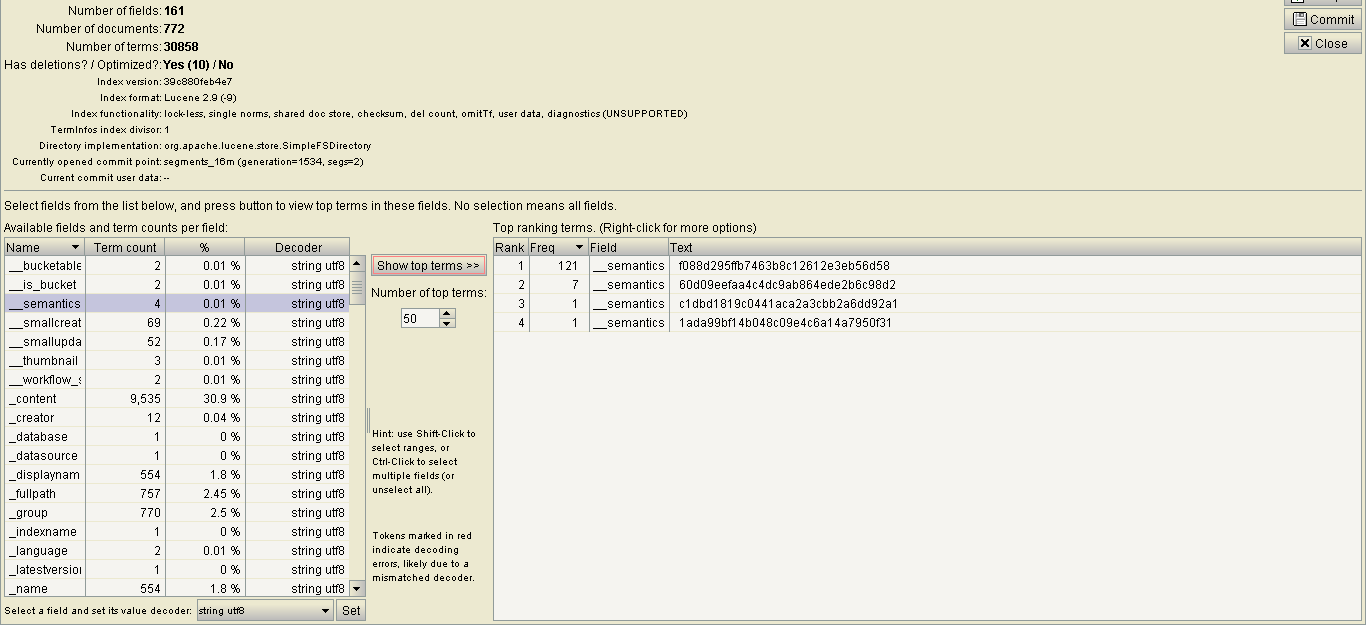 Number of fields: 161
Number of documents: 772
Number of terms: 30858
Has deletions? / Optimized?: Yes (10) / No
Index version: 39c880feb4e7
Index format: Lucene 2.9 (-9)
Index functionality: lock-less, single norms, shared doc store, checksum, del count, omitTf, user data, diagnostics (UNSUPPORTED)
TermInfos index divisor: 1
Directory implementation: org.apache.lucene.store.SimpleFSDirectory
Currently opened commit point: segments_16m (generation=1534, segs=2)
Current commit user data: --
Commit
Close
Select fields from the list below, and press button to view top terms in these fields. No selection means all fields.
Available fields and term counts per field:
Name Term count % Decoder
__bucketable 2 0.01 % string utf8
__is_bucket 2 0.01 % string utf8
__semantics 4 0.01 % string utf8
__smallcreat 69 0.22 % string utf8
__smallupda 52 0.17 % string utf8
__thumbnail 3 0.01 % string utf8
__workflow_s 2 0.01 % string utf8
_content 9,535 30.9 % string utf8
_creator 12 0.04 % string utf8
_database 1 0 % string utf8
_datasource 1 0 % string utf8
_displaynam 554 1.8 % string utf8
_fullpath 757 2.45 % string utf8
_group 770 2.5 % string utf8
_indexname 1 0 % string utf8
_language 2 0.01 % string utf8
_latestversion 1 0 % string utf8
_name 554 1.8 % string utf8
Select a field and set its value decoder: string utf8 Set
Show top terms >>
Number of top terms:
50
Hint: use Shift-Click to
select ranges, or
Ctrl-Click to select
multiple fields (or
unselect all).
Tokens marked in red
indicate decoding
errors, likely due to a
mismatched decoder.
Top ranking terms. (Right-click for more options)
Rank Freq Field Text
1 121 __semantics f088d295ffb7463b8c12612e3eb56d58
2 7 __semantics 60d09eefaa4c4dc9ab864ede2b6c98d2
3 1 __semantics c1dbd1819c0441aca2a3cbb2a6dd92a1
4 1 __semantics 1ada99bf14b048c09e4c6a14a7950f31